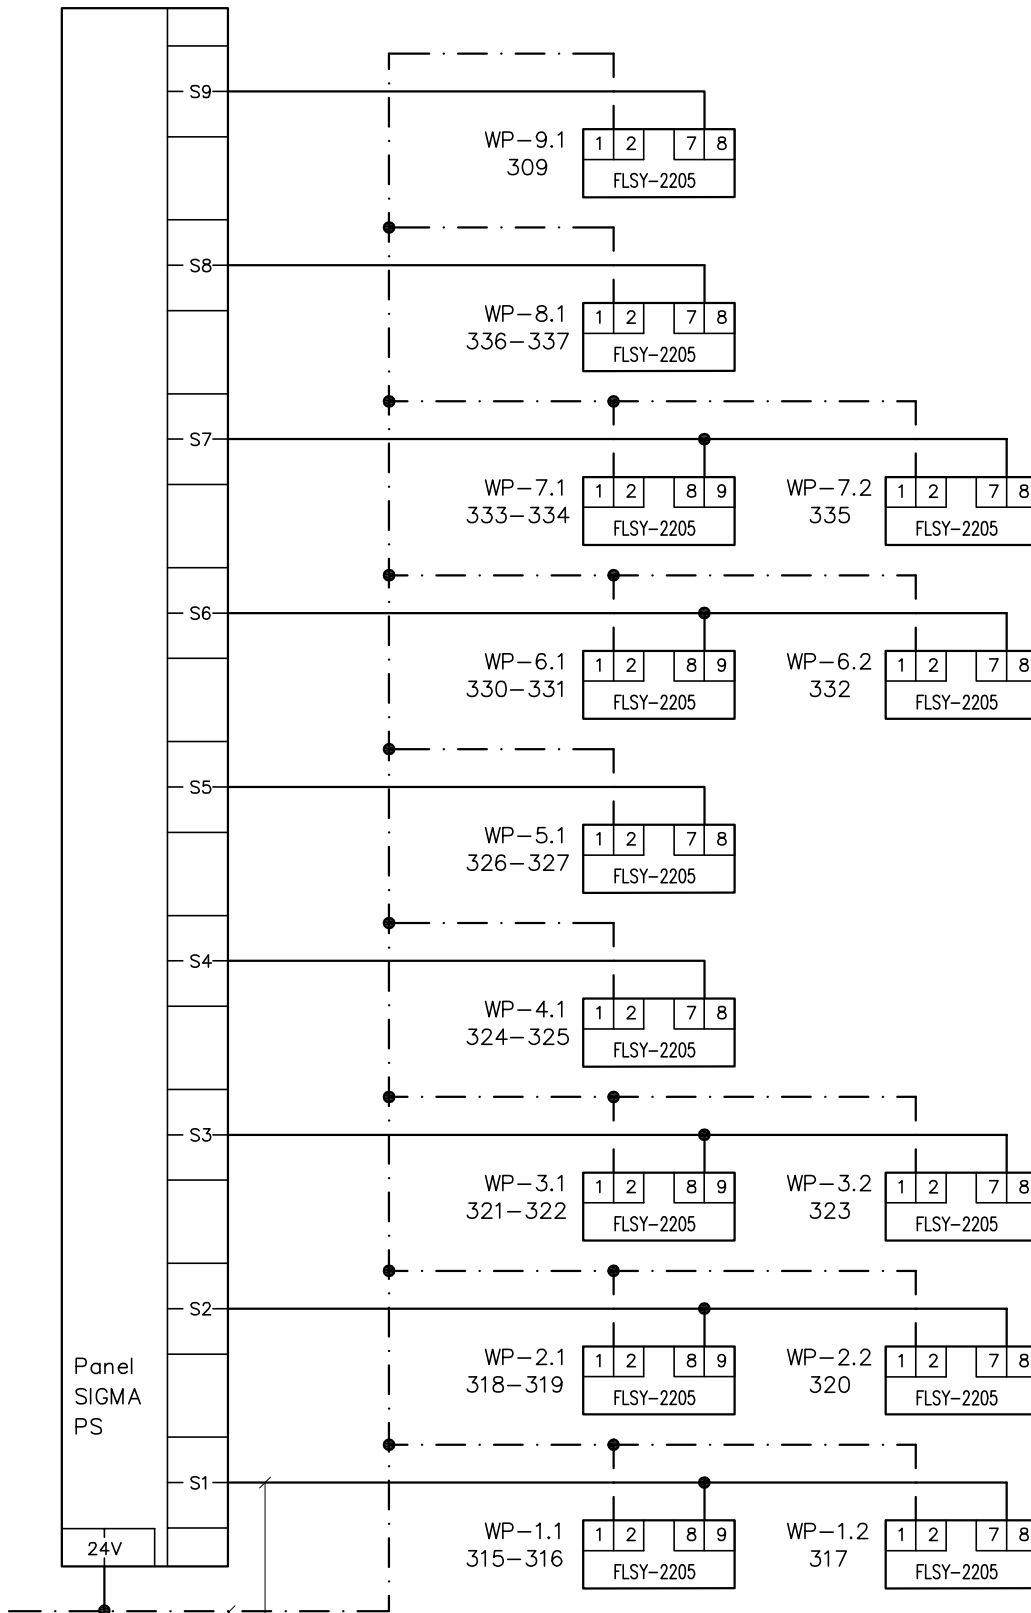 S9
WP-9.1
309
1 2 7 8
FLSY-2205
S8
WP-8.1
336-337
1 2 7 8
FLSY-2205
S7
WP-7.1
333-334
1 2 8 9
FLSY-2205
WP-7.2
335
1 2 7 8
FLSY-2205
S6
WP-6.1
330-331
1 2 8 9
FLSY-2205
WP-6.2
332
1 2 7 8
FLSY-2205
S5
WP-5.1
326-327
1 2 7 8
FLSY-2205
S4
WP-4.1
324-325
1 2 7 8
FLSY-2205
S3
WP-3.1
321-322
1 2 8 9
FLSY-2205
WP-3.2
323
1 2 7 8
FLSY-2205
S2
WP-2.1
318-319
1 2 8 9
FLSY-2205
WP-2.2
320
1 2 7 8
FLSY-2205
Panel
SIGMA
PS
S1
WP-1.1
315-316
1 2 8 9
FLSY-2205
WP-1.2
317
1 2 7 8
FLSY-2205
24V